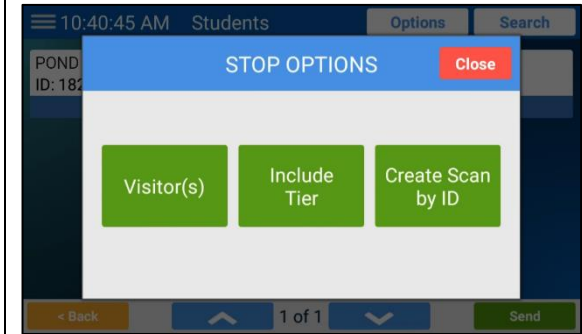 10:40:45 AM Students Options Search
POND
ID: 182
STOP OPTIONS Close
Visitor(s)
Include
Tier
Create Scan
by ID
< Back 1 of 1 Send